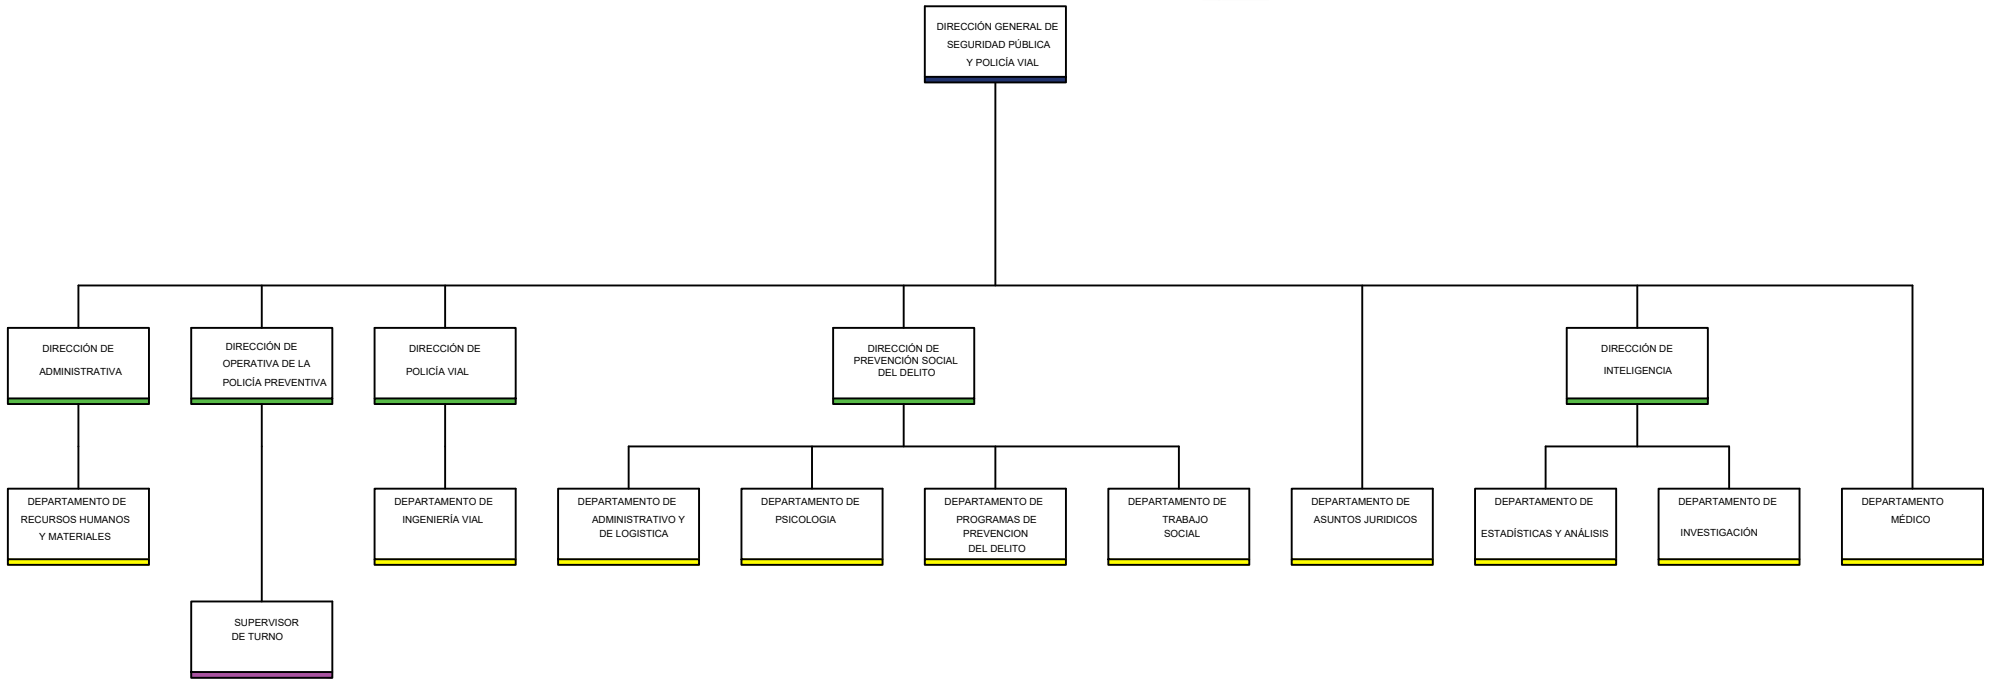 DIRECCIÓN GENERAL DE
SEGURIDAD PÚBLICA
Y POLICÍA VIAL
DIRECCIÓN DE
ADMINISTRATIVA
DIRECCIÓN DE
OPERATIVA DE LA
POLICÍA PREVENTIVA
DIRECCIÓN DE
POLICÍA VIAL
DIRECCIÓN DE
PREVENCIÓN SOCIAL
DEL DELITO
DIRECCIÓN DE
INTELIGENCIA
DEPARTAMENTO DE
RECURSOS HUMANOS
Y MATERIALES
DEPARTAMENTO DE
INGENIERÍA VIAL
DEPARTAMENTO DE
ADMINISTRATIVO Y
DE LOGISTICA
DEPARTAMENTO DE
PSICOLOGIA
DEPARTAMENTO DE
PROGRAMAS DE
PREVENCION
DEL DELITO
DEPARTAMENTO DE
TRABAJO
SOCIAL
DEPARTAMENTO DE
ASUNTOS JURIDICOS
DEPARTAMENTO DE
ESTADÍSTICAS Y ANÁLISIS
DEPARTAMENTO DE
INVESTIGACIÓN
DEPARTAMENTO
MÉDICO
SUPERVISOR
DE TURNO